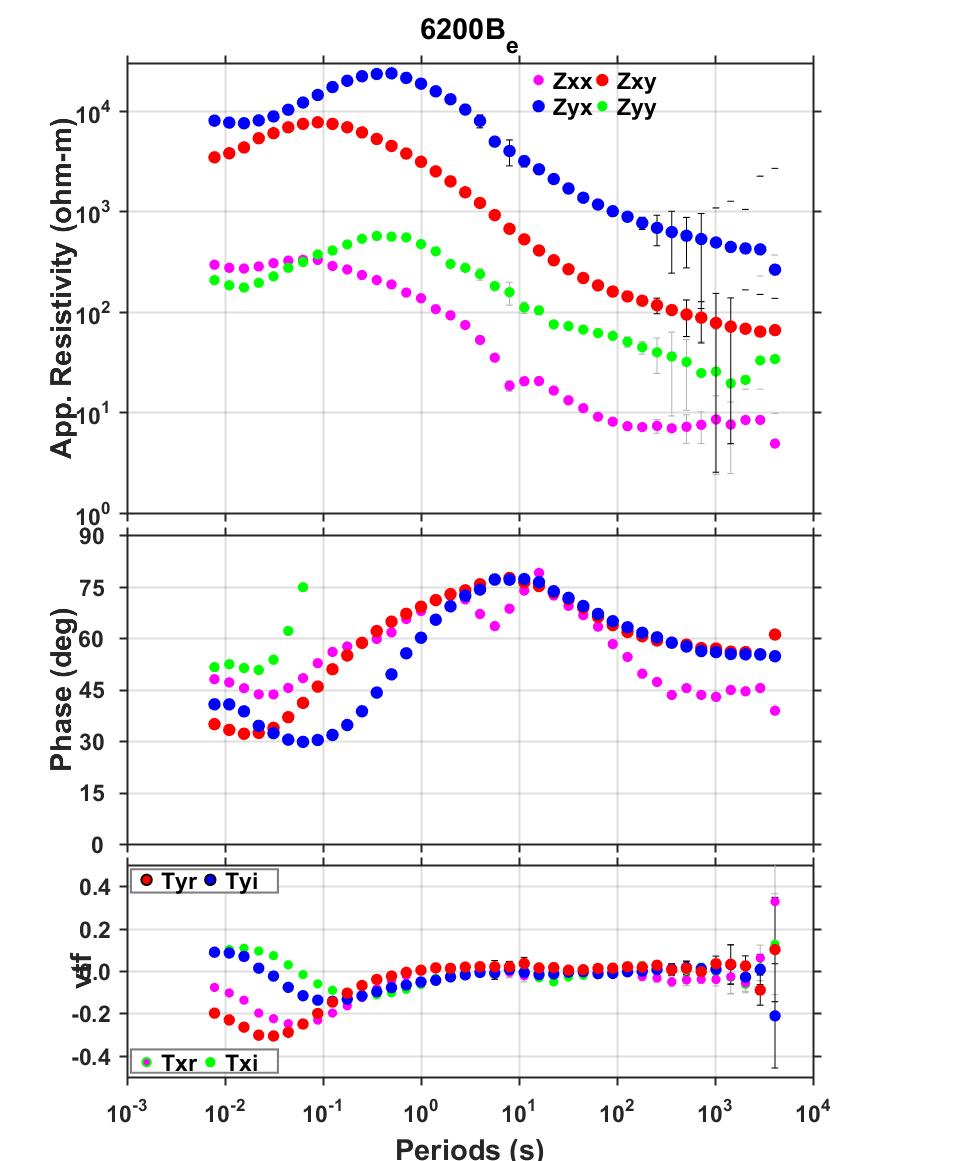 6200Be
Zxx Zxy
Zyx Zyy
App. Resistivity (ohm-m)
10^4
10^3
10^2
10^1
10^0
Phase (deg)
90
75
60
45
30
15
0
Tyr Tyi
vtf
0.4
0.2
0.0
-0.2
-0.4
Txr Txi
10^-3 10^-2 10^-1 10^0 10^1 10^2 10^3 10^4
Periods (s)